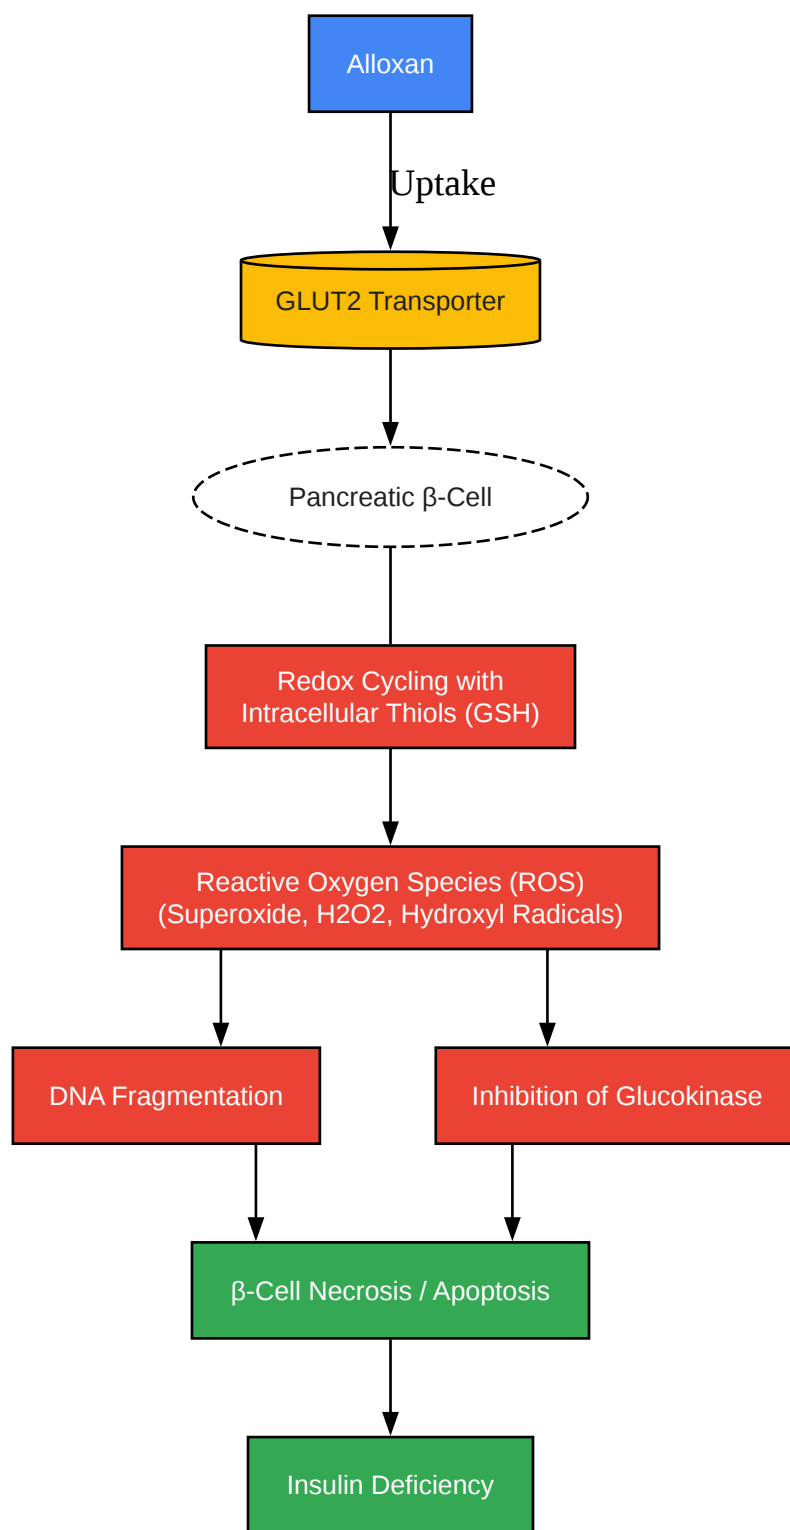 Alloxan
Uptake
GLUT2 Transporter
Pancreatic β-Cell
Redox Cycling with
Intracellular Thiols (GSH)
Reactive Oxygen Species (ROS)
(Superoxide, H2O2, Hydroxyl Radicals)
DNA Fragmentation
Inhibition of Glucokinase
β-Cell Necrosis / Apoptosis
Insulin Deficiency